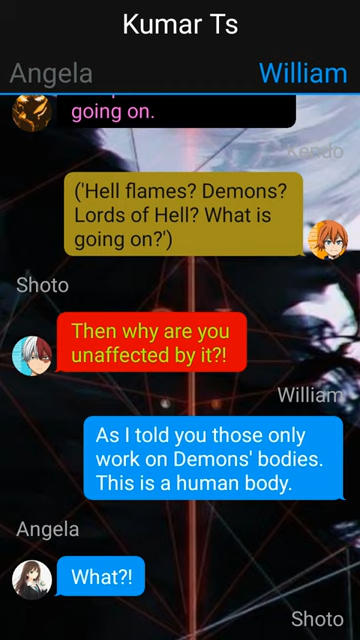 Kumar Ts
Angela
William
going on.
Kendo
('Hell flames? Demons?
Lords of Hell? What is
going on?')
Shoto
Then why are you
unaffected by it?!
William
As I told you those only
work on Demons' bodies.
This is a human body.
Angela
What?!
Shoto